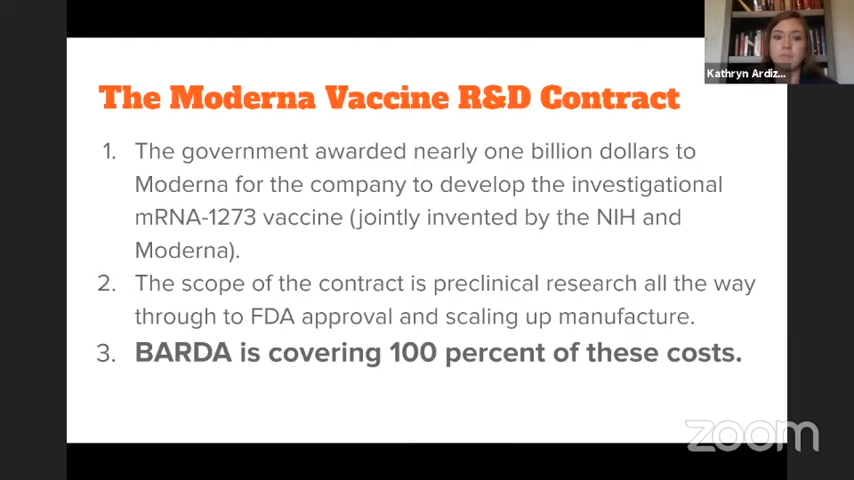 Kathryn Ardiz...
The Moderna Vaccine R&D Contract
1. The government awarded nearly one billion dollars to
Moderna for the company to develop the investigational
mRNA-1273 vaccine (jointly invented by the NIH and
Moderna).
2. The scope of the contract is preclinical research all the way
through to FDA approval and scaling up manufacture.
3. BARDA is covering 100 percent of these costs.
zoom